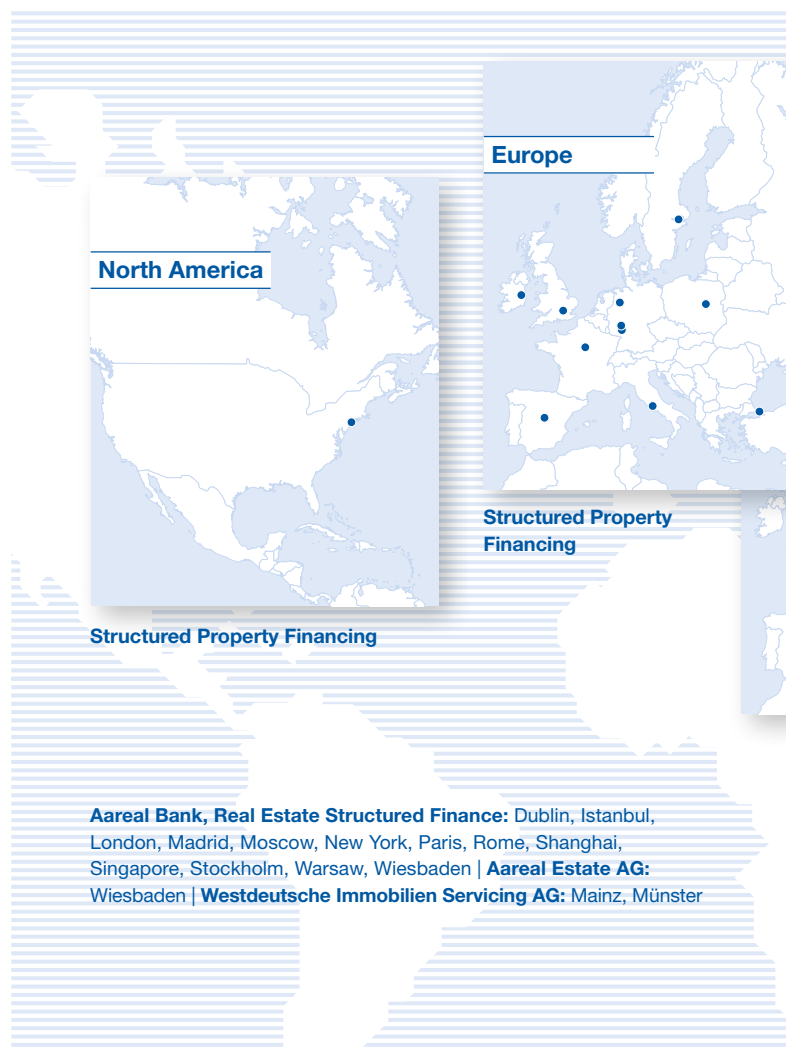 Europe
North America
Structured Property
Financing
Structured Property Financing
Aareal Bank, Real Estate Structured Finance: Dublin, Istanbul,
London, Madrid, Moscow, New York, Paris, Rome, Shanghai,
Singapore, Stockholm, Warsaw, Wiesbaden | Aareal Estate AG:
Wiesbaden | Westdeutsche Immobilien Servicing AG: Mainz, Münster